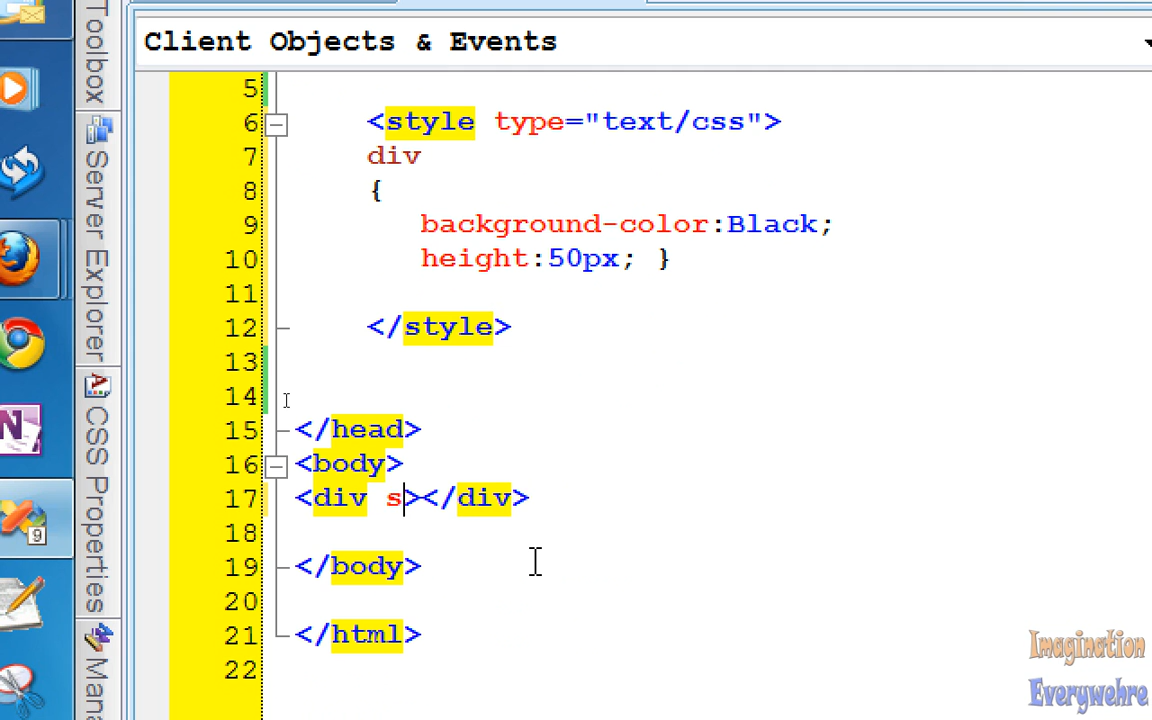 Client Objects & Events
Toolbox
Server Explorer
CSS Properties
Mana
5
6 <style type="text/css">
7 div
8 {
9 background-color:Black;
10 height:50px; }
11
12 </style>
13
14
15 </head>
16 <body>
17 <div s></div>
18
19 </body>
20
21 </html>
22
N
9
Imagination
Everywehre